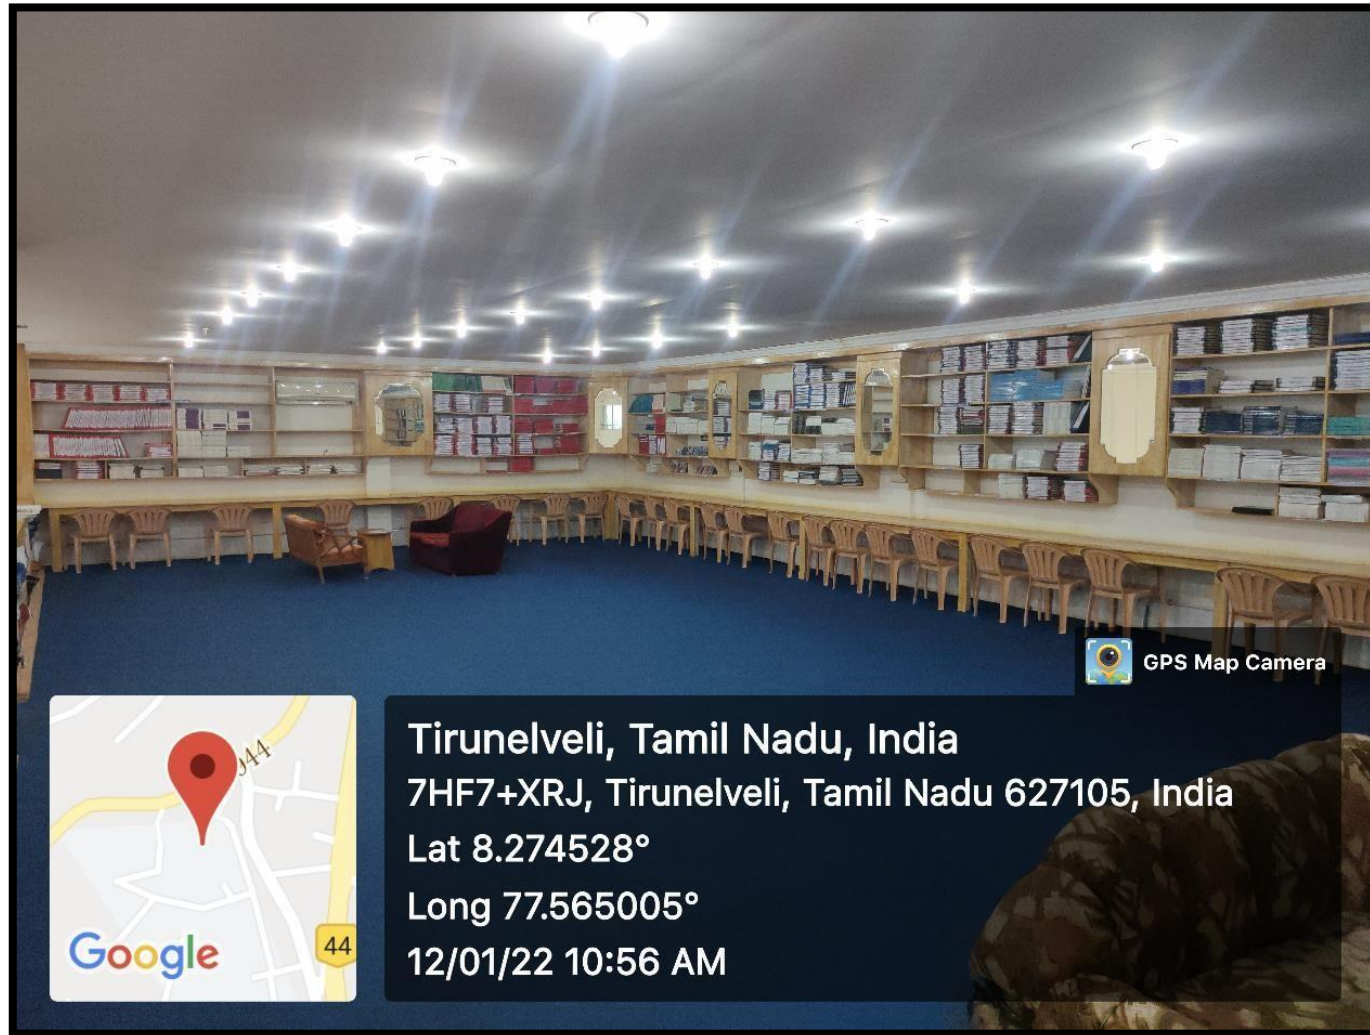 GPS Map Camera
Tirunelveli, Tamil Nadu, India
7HF7+XRJ, Tirunelveli, Tamil Nadu 627105, India
Lat 8.274528°
Long 77.565005°
12/01/22 10:56 AM
44
Google
44